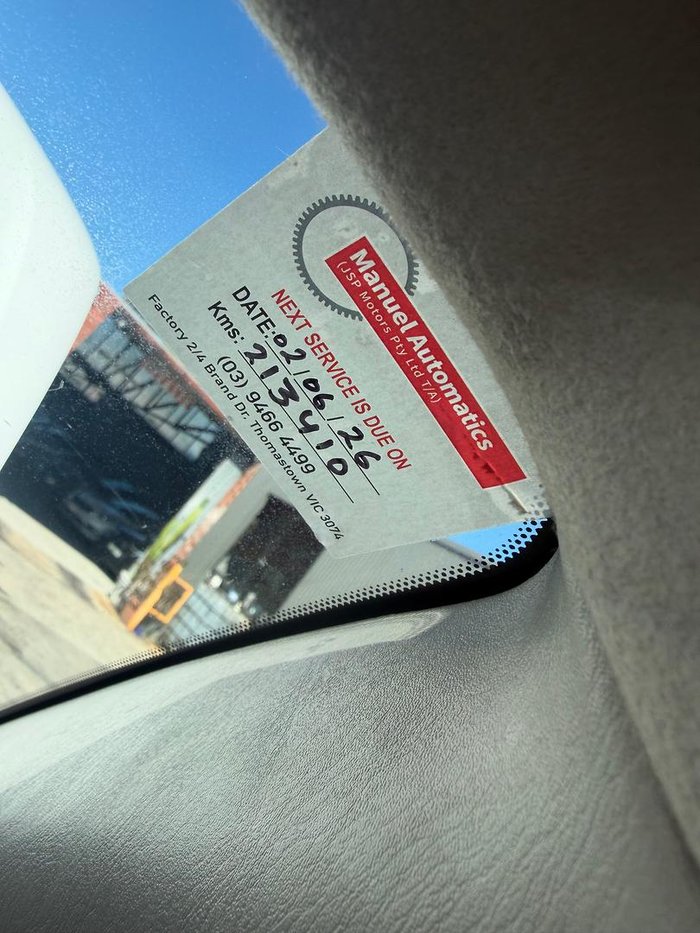 Manuel Automatics
(JSP Motors Pty Ltd T/A)
NEXT SERVICE IS DUE ON
DATE: 02/06/26
Kms: 213410
(03) 9466 4499
Factory 2/4 Brand Dr. Thomastown VIC 3074